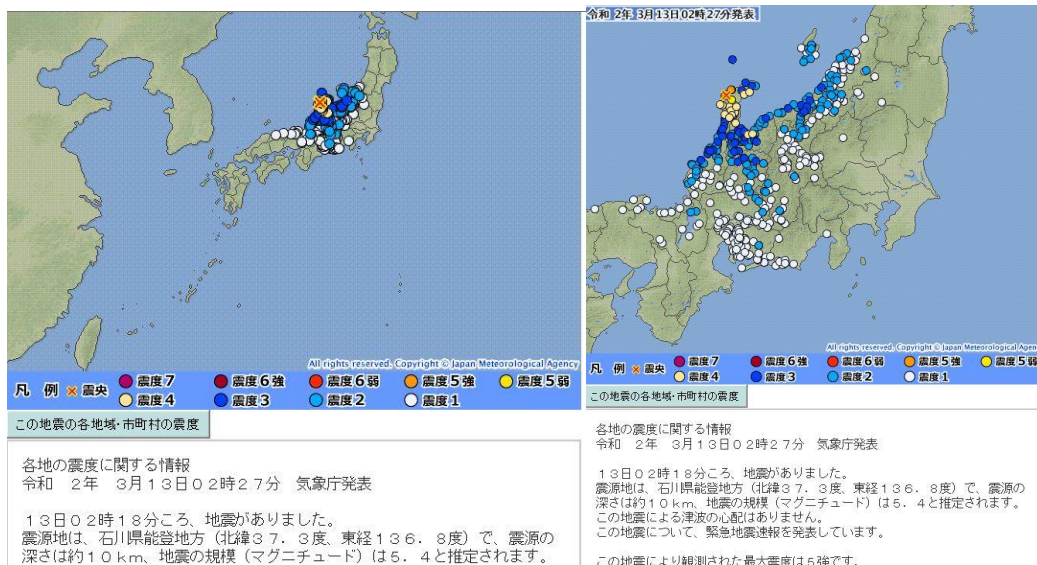 All rights reserved. Copyright © Japan Meteorological Agency
凡 例 震央 震度7 震度6強 震度6弱 震度5強 震度5弱
震度4 震度3 震度2 震度1
この地震の各地域・市町村の震度
各地の震度に関する情報
令和 2年 3月13日02時27分 気象庁発表
13日02時18分ころ、地震がありました。
震源地は、石川県能登地方(北緯37.3度、東経136.8度)で、震源の
深さは約10km、地震の規模(マグニチュード)は5.4と推定されます。
令和 2年 3月13日02時27分発表
All rights reserved. Copyright © Japan Meteorological Agency
凡 例 震央 震度7 震度6強 震度6弱 震度5強 震度5弱
震度4 震度3 震度2 震度1
この地震の各地域・市町村の震度
各地の震度に関する情報
令和 2年 3月13日02時27分 気象庁発表
13日02時18分ころ、地震がありました。
震源地は、石川県能登地方(北緯37.3度、東経136.8度)で、震源の
深さは約10km、地震の規模(マグニチュード)は5.4と推定されます。
この地震による津波の心配はありません。
この地震について、緊急地震速報を発表しています。
この地震により観測された最大震度は5強です。